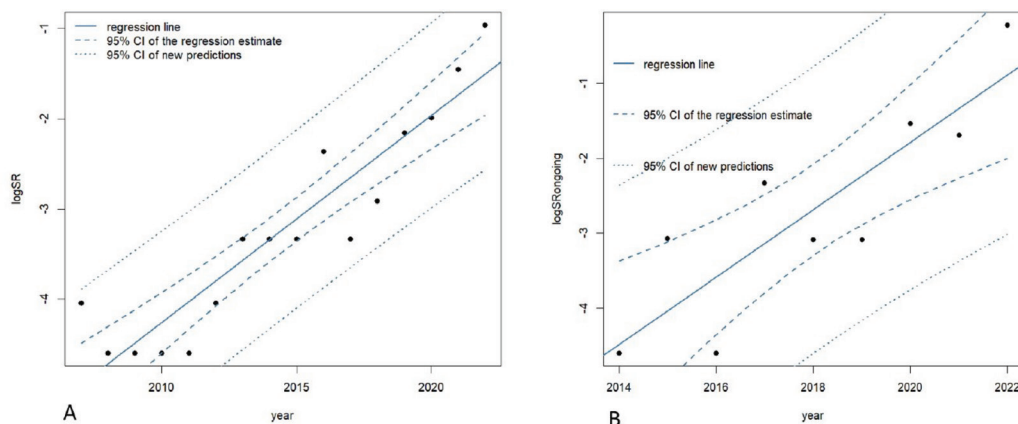 regression line
95% CI of the regression estimate
95% CI of new predictions
logSR
-1
-2
-3
-4
2010
2015
2020
year
A
regression line
95% CI of the regression estimate
95% CI of new predictions
logSRongoing
-1
-2
-3
-4
2014
2016
2018
2020
2022
year
B